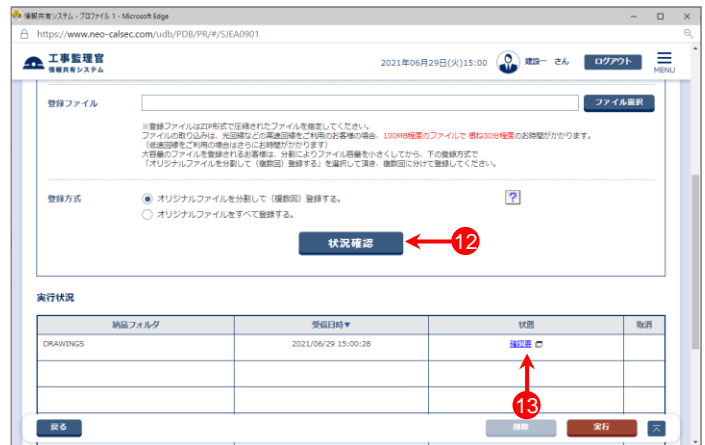 情報共有システム - プロファイル 1 - Microsoft Edge
https://www.neo-calsec.com/udb/PDB/PR/#/SJEA0901
工事監理官
情報共有システム
2021年06月29日(火)15:00
建設一 さん
ログアウト
MENU
登録ファイル
ファイル選択
※登録ファイルはZIP形式で圧縮されたファイルを指定してください。
ファイルの取り込みは、光回線などの高速回線をご利用のお客様の場合、100MB程度のファイルで 概ね30分程度のお時間がかかります。
（低速回線をご利用の場合はさらにお時間がかかります）
大容量のファイルを登録されるお客様は、分割によりファイル容量を小さくしてから、下の登録方式で
「オリジナルファイルを分割して（複数回）登録する」を選択して頂き、複数回に分けて登録してください。
登録方式
オリジナルファイルを分割して（複数回）登録する。
?
オリジナルファイルをすべて登録する。
状況確認
12
実行状況
納品フォルダ 受信日時▼ 状態 取消
DRAWINGS 2021/06/29 15:00:28 確認要
13
戻る
削除
実行